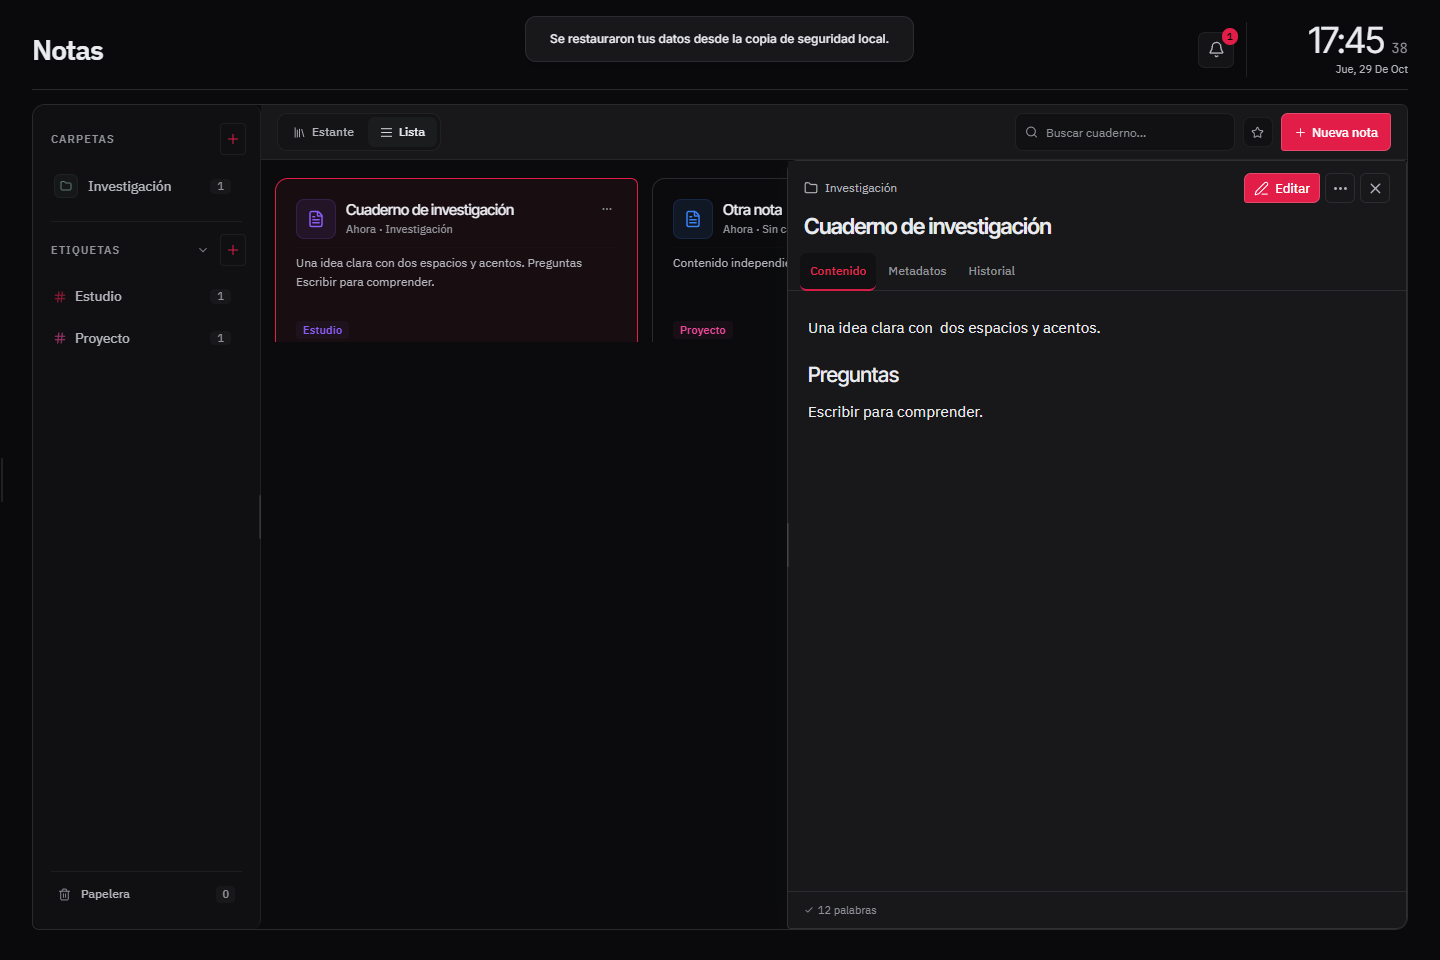 Notas
Se restauraron tus datos desde la copia de seguridad local.
1
17:45 38
Jue, 29 De Oct
CARPETAS
Investigación 1
ETIQUETAS
# Estudio 1
# Proyecto 1
Papelera 0
Estante
Lista
Buscar cuaderno...
+ Nueva nota
Cuaderno de investigación
Ahora · Investigación
Una idea clara con dos espacios y acentos. Preguntas
Escribir para comprender.
Estudio
Otra nota
Ahora · Sin c
Contenido independie
Proyecto
Investigación
Editar
Cuaderno de investigación
Contenido
Metadatos
Historial
Una idea clara con  dos espacios y acentos.
Preguntas
Escribir para comprender.
12 palabras